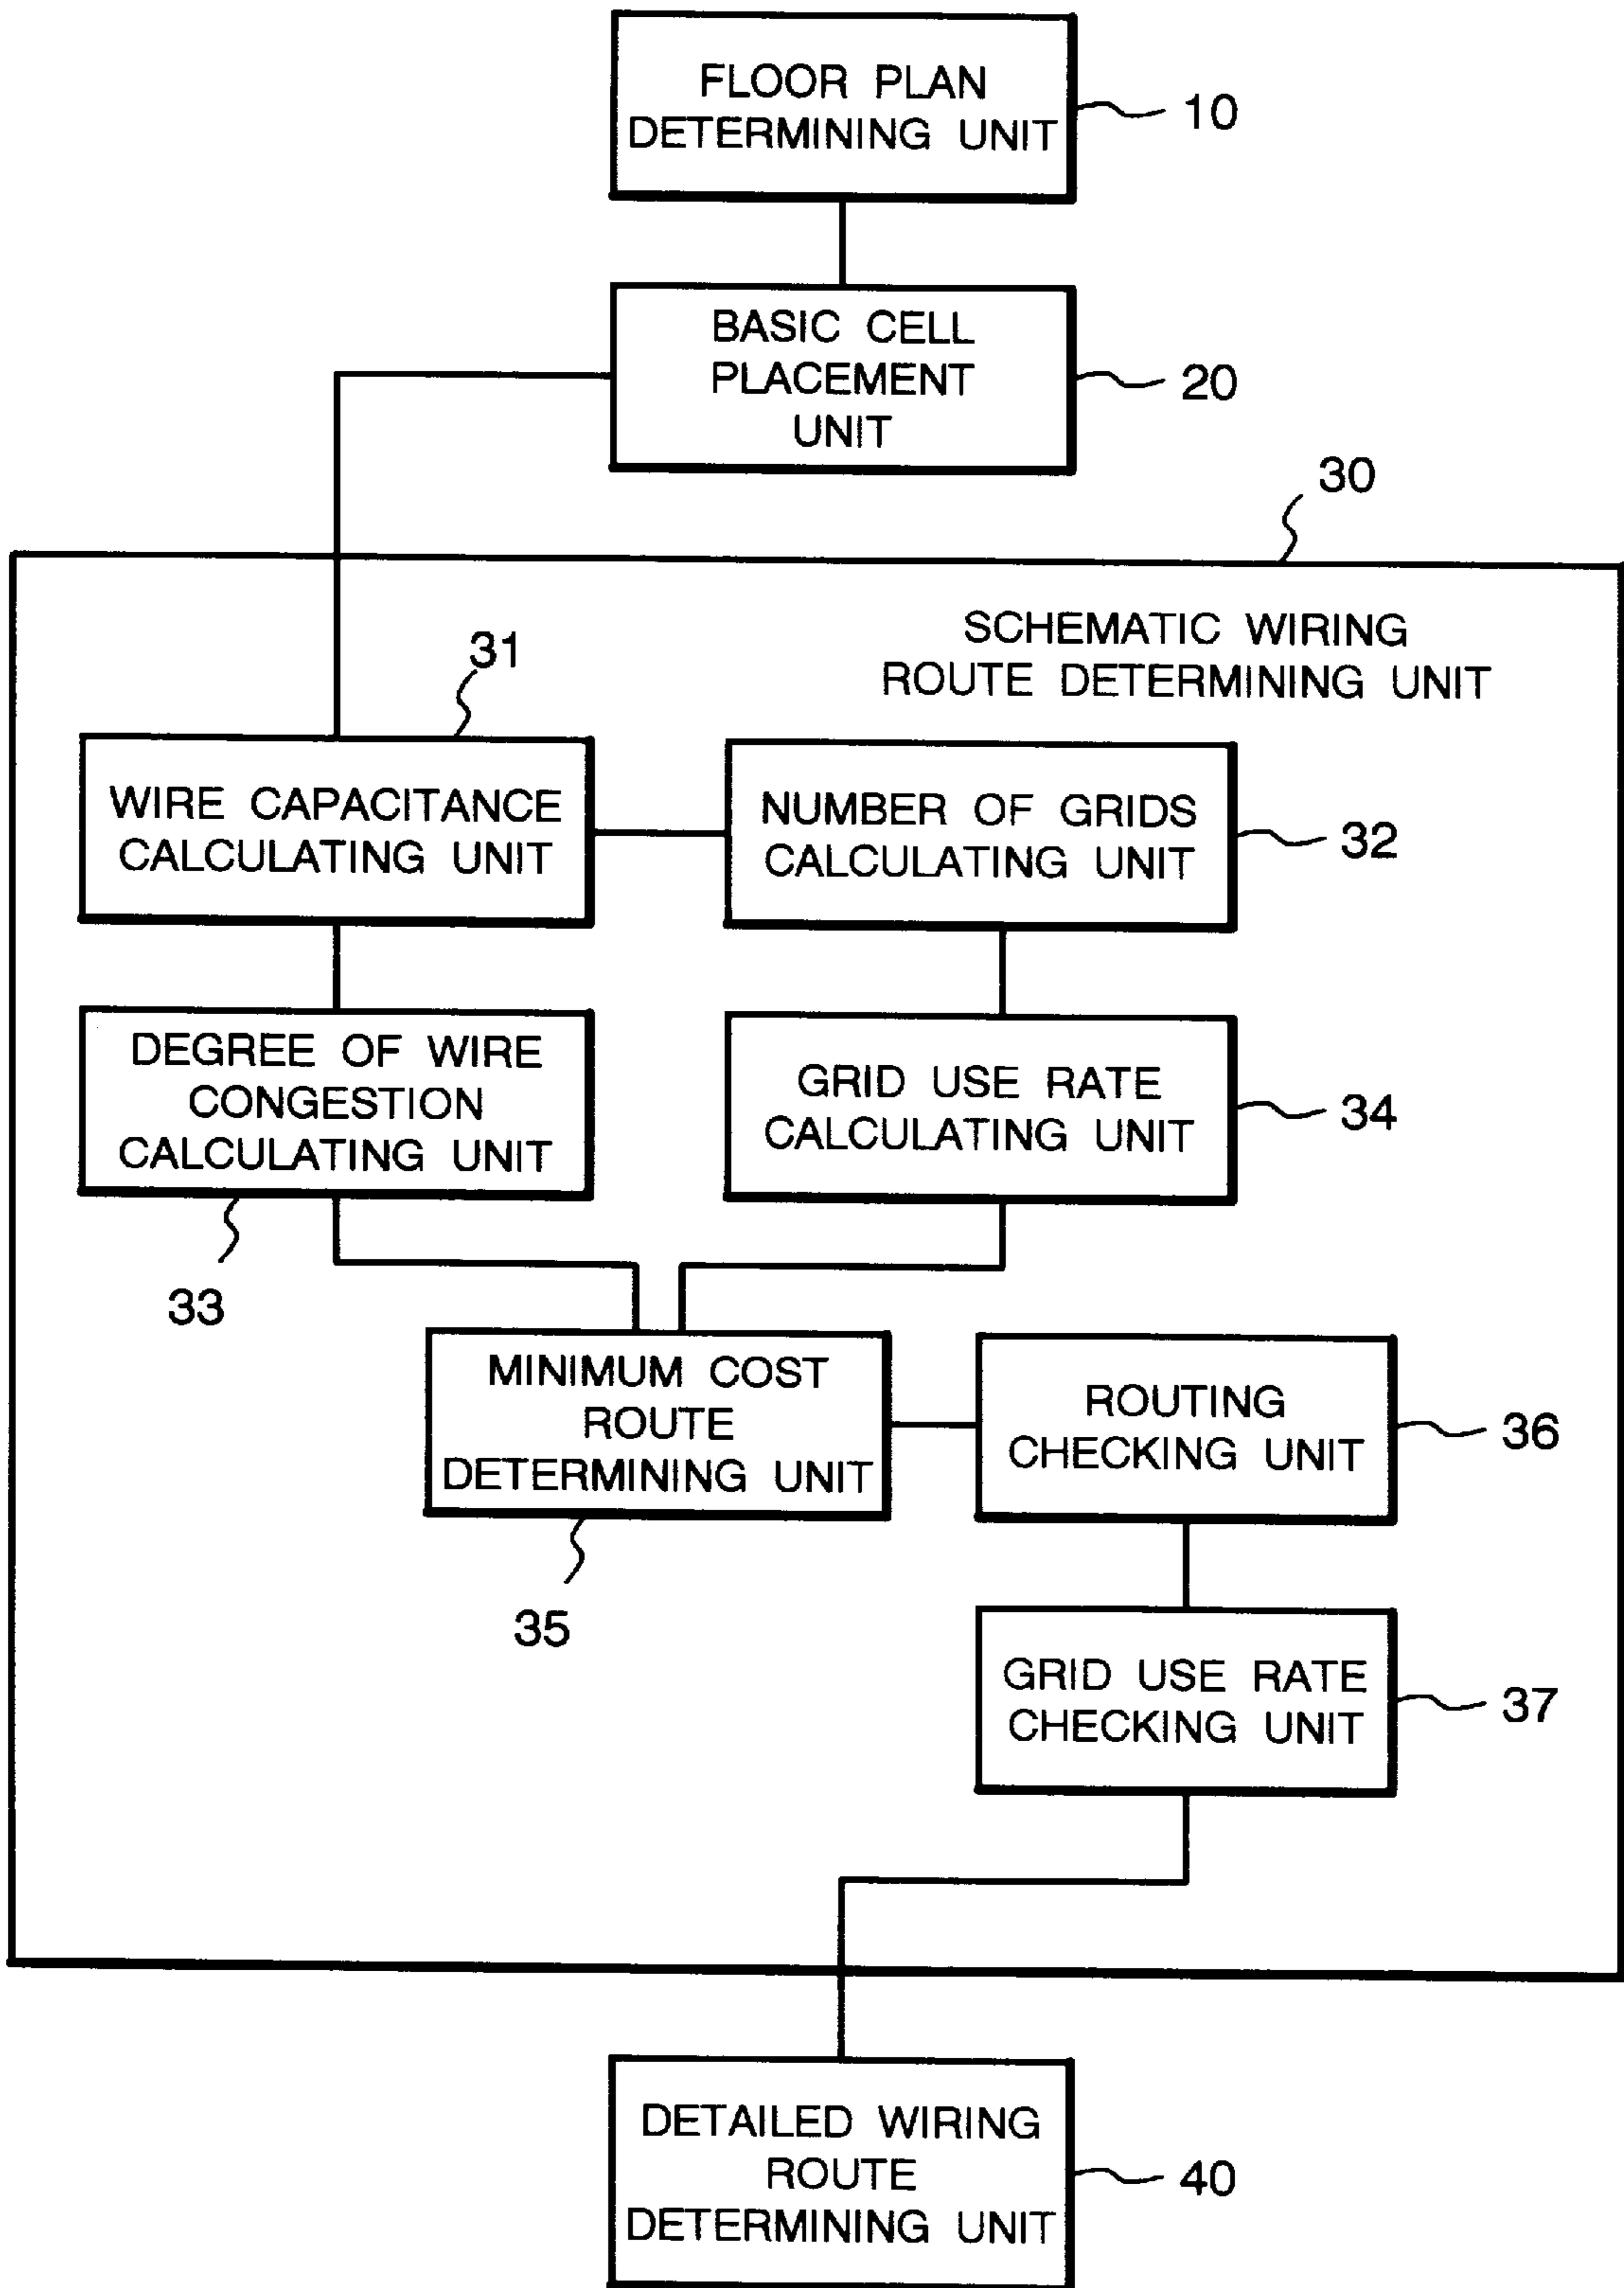 FLOOR PLAN
DETERMINING UNIT
10
BASIC CELL
PLACEMENT
UNIT
20
30
SCHEMATIC WIRING
ROUTE DETERMINING UNIT
31
WIRE CAPACITANCE
CALCULATING UNIT
NUMBER OF GRIDS
CALCULATING UNIT
32
DEGREE OF WIRE
CONGESTION
CALCULATING UNIT
33
GRID USE RATE
CALCULATING UNIT
34
MINIMUM COST
ROUTE
DETERMINING UNIT
35
ROUTING
CHECKING UNIT
36
GRID USE RATE
CHECKING UNIT
37
DETAILED WIRING
ROUTE
DETERMINING UNIT
40